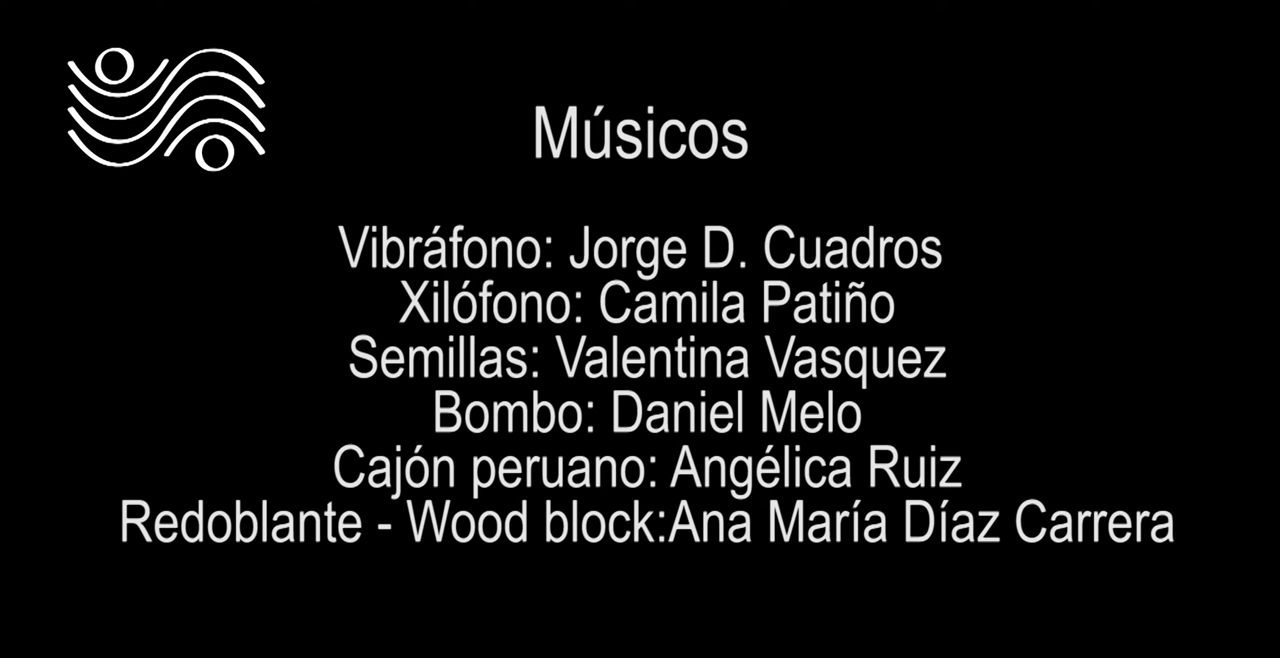 Músicos
Vibráfono: Jorge D. Cuadros
Xilófono: Camila Patiño
Semillas: Valentina Vasquez
Bombo: Daniel Melo
Cajón peruano: Angélica Ruiz
Redoblante - Wood block:Ana María Díaz Carrera